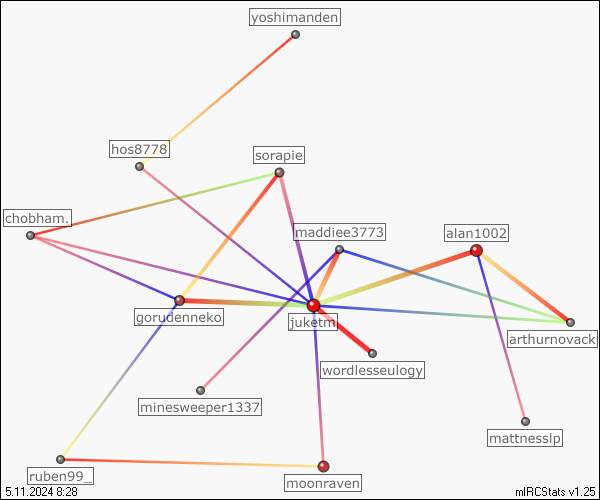 yoshimanden
hos8778
sorapie
chobham.
maddiee3773
alan1002
gorudenneko
juketm
arthurnovack
wordlesseulogy
minesweeper1337
mattnesslp
ruben99_
moonraven
5.11.2024 8:28
mIRCStats v1.25